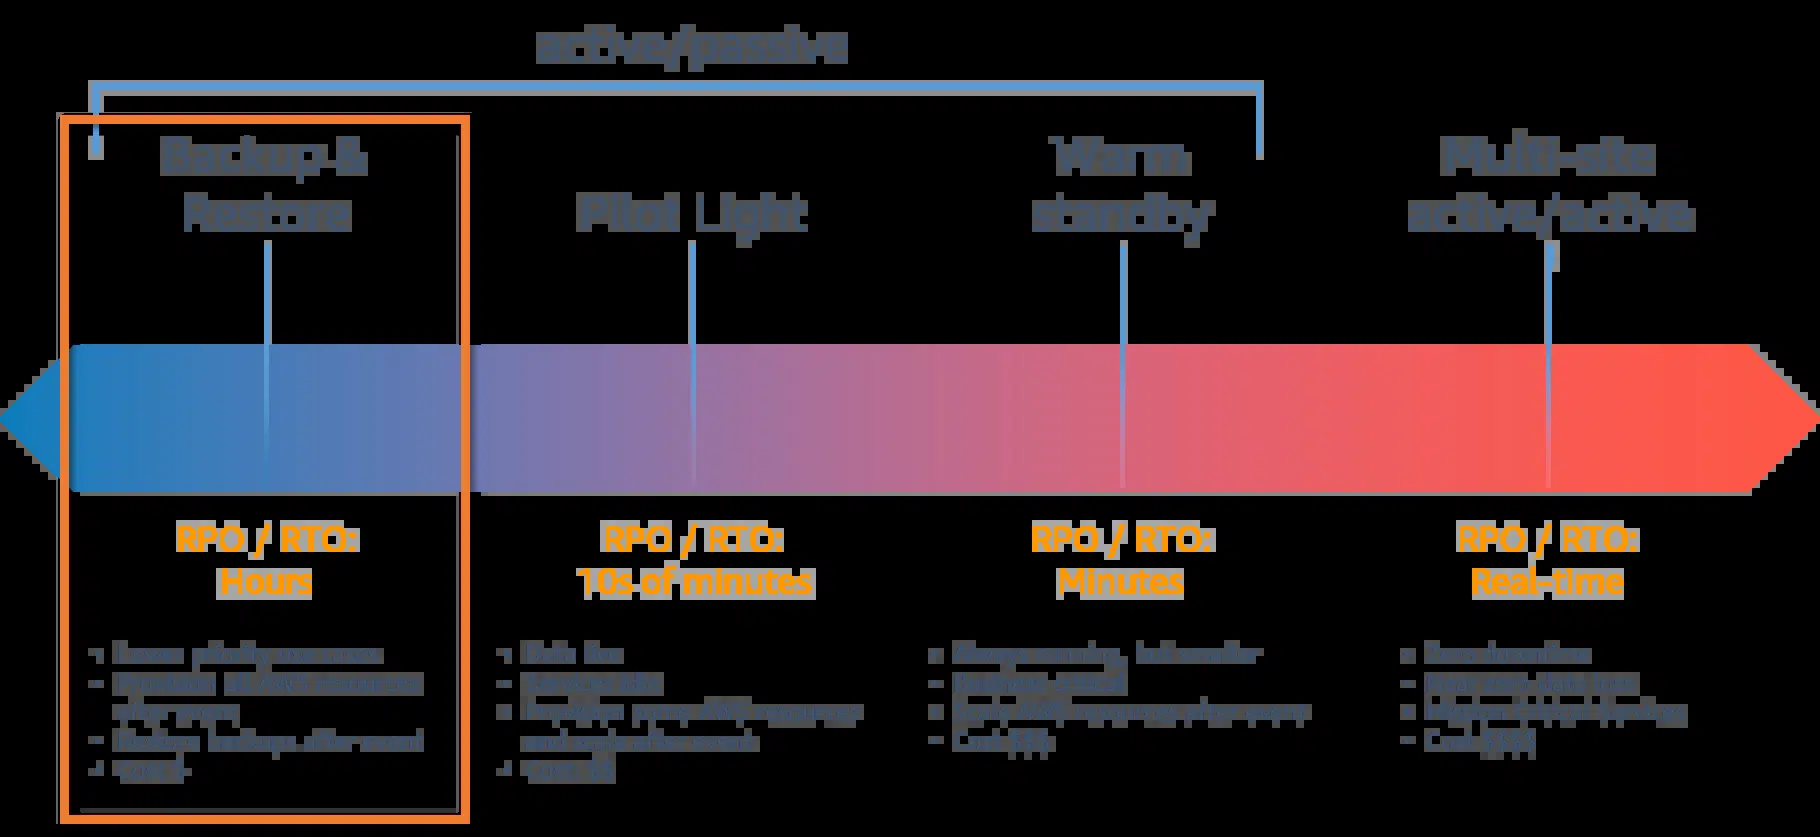 active/passive
Backup &
Restore
Pilot Light
Warm
standby
Multi-site
active/active
RPO / RTO:
Hours
RPO / RTO:
10s of minutes
RPO / RTO:
Minutes
RPO / RTO:
Real-time
- Lower priority use cases
- Provision all AWS resources
after event
- Restore backups after event
- Cost $
- Data live
- Services idle
- Provision some AWS resources
and scale after event
- Cost: $$
- Always running, but smaller
- Business critical
- Scale AWS resources after event
- Cost $$$
- Zero downtime
- Near zero data loss
- Mission Critical Services
- Cost $$$$